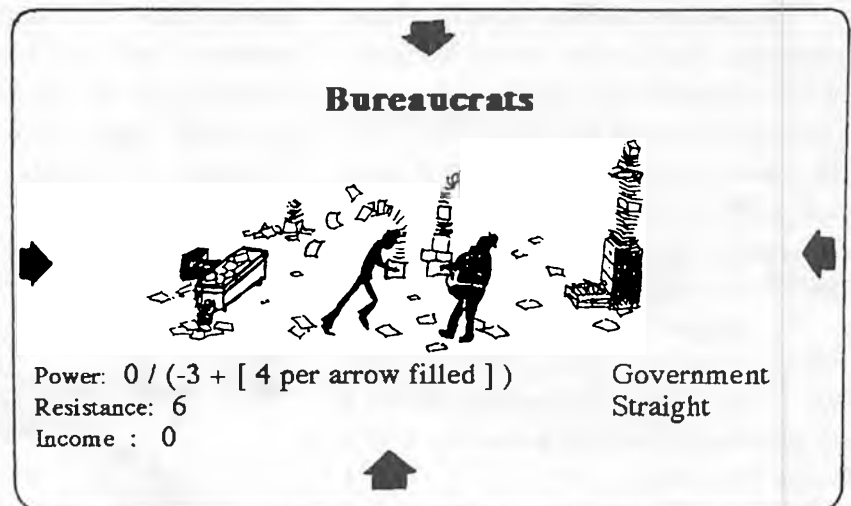 Bureaucrats
Power: 0 / (-3 + [ 4 per arrow filled ] ) Government
Resistance: 6 Straight
Income : 0